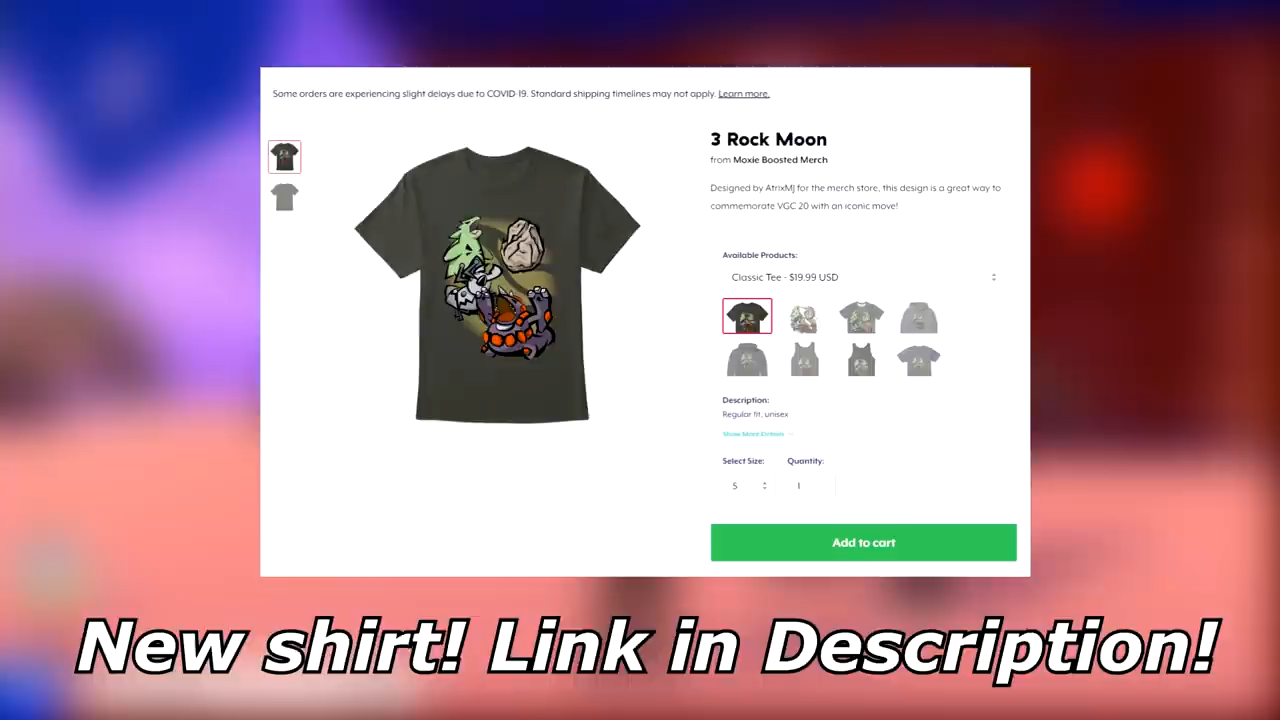 Some orders are experiencing slight delays due to COVID-19. Standard shipping timelines may not apply. Learn more.
3 Rock Moon
from Moxie Boosted Merch
Designed by AtrixMJ for the merch store, this design is a great way to
commemorate VGC 20 with an iconic move!
Available Products:
Classic Tee - $19.99 USD
Description:
Regular fit, unisex
Show More Details
Select Size: Quantity:
S 1
Add to cart
New shirt! Link in Description!